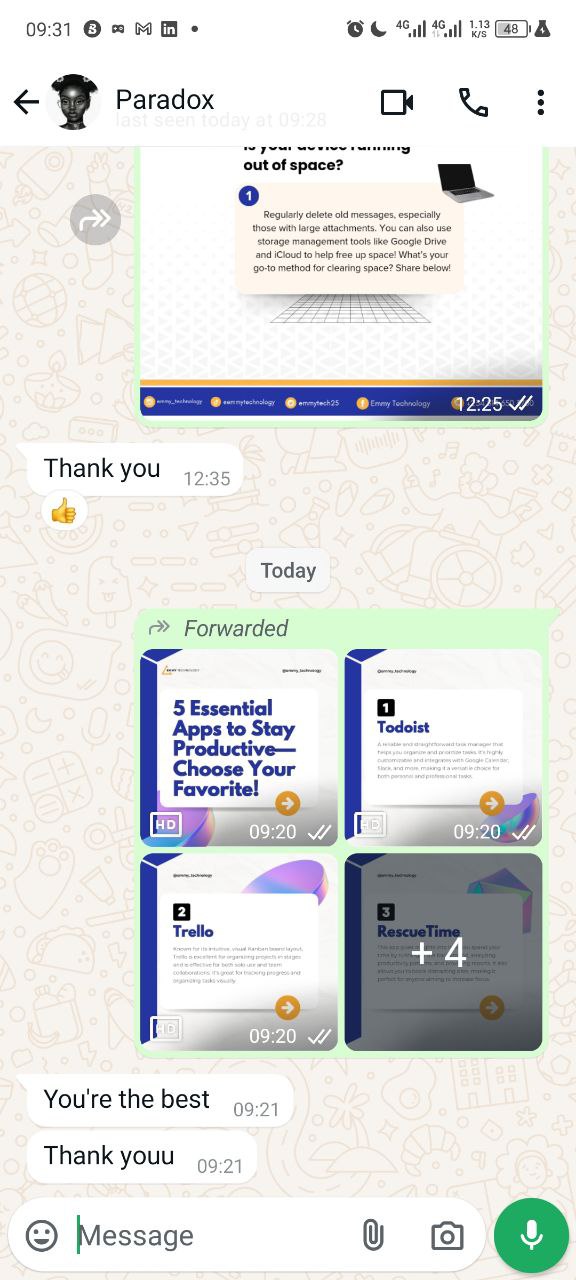 09:31
4G 4G 1.13 K/S 48
Paradox
last seen today at 09:28
Is your device running
out of space?
1
Regularly delete old messages, especially
those with large attachments. You can also use
storage management tools like Google Drive
and iCloud to help free up space! What's your
go-to method for clearing space? Share below!
emmy_technology eemmytechnology emmytech25 Emmy Technology
12:25
Thank you 12:35
Today
Forwarded
EMMY TECHNOLOGY @emmy_technology
5 Essential
Apps to Stay
Productive—
Choose Your
Favorite!
HD 09:20
@emmy_technology
1
Todoist
A reliable and straightforward task manager that
helps you organize and prioritize tasks. It's highly
customizable and integrates with Google Calendar,
Slack, and more, making it a versatile choice for
both personal and professional tasks.
HD 09:20
@emmy_technology
2
Trello
Known for its intuitive, visual Kanban board layout,
Trello is excellent for organizing projects in stages
and is effective for both solo use and team
collaborations. It's great for tracking progress and
organizing tasks visually.
HD 09:20
@emmy_technology
3
RescueTime
+ 4
You're the best 09:21
Thank youu 09:21
Message